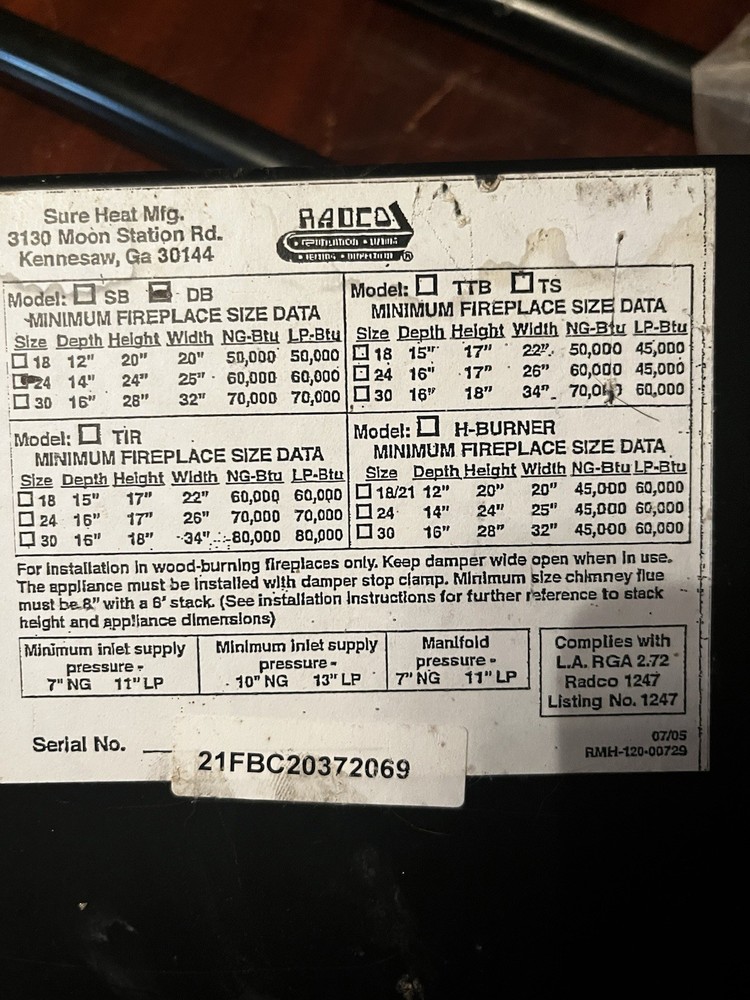 Sure Heat Mfg.
3130 Moon Station Rd.
Kennesaw, Ga 30144
RADCO
®
Model: SB DB
MINIMUM FIREPLACE SIZE DATA
Size Depth Height Width NG-Btu LP-Btu
18 12" 20" 20" 50,000 50,000
24 14" 24" 25" 60,000 60,000
30 16" 28" 32" 70,000 70,000
Model: TTB TS
MINIMUM FIREPLACE SIZE DATA
Size Depth Height Width NG-Btu LP-Btu
18 15" 17" 22" 50,000 45,000
24 16" 17" 26" 60,000 45,000
30 16" 18" 34" 60,000
Model: TIR
MINIMUM FIREPLACE SIZE DATA
Size Depth Height Width NG-Btu LP-Btu
18 15" 17" 22" 60,000 60,000
24 16" 17" 26" 70,000 70,000
30 16" 18" 34" 80,000 80,000
Model: H-BURNER
MINIMUM FIREPLACE SIZE DATA
Size Depth Height Width NG-Btu LP-Btu
18/21 12" 20" 20" 45,000 60,000
24 14" 24" 25" 45,000 60,000
30 16" 28" 32" 45,000 60,000
For installation in wood-burning fireplaces only. Keep damper wide open when in use.
The appliance must be installed with damper stop clamp. Minimum size chimney flue
must be 8" with a 6' stack. (See installation instructions for further reference to stack
height and appliance dimensions)
Minimum inlet supply
pressure -
7" NG 11" LP
Minimum inlet supply
pressure -
10" NG 13" LP
Manifold
pressure -
7" NG 11" LP
Complies with
L.A. RGA 2.72
Radco 1247
Listing No. 1247
Serial No.
21FBC20372069
07/05
RMH-120-00729